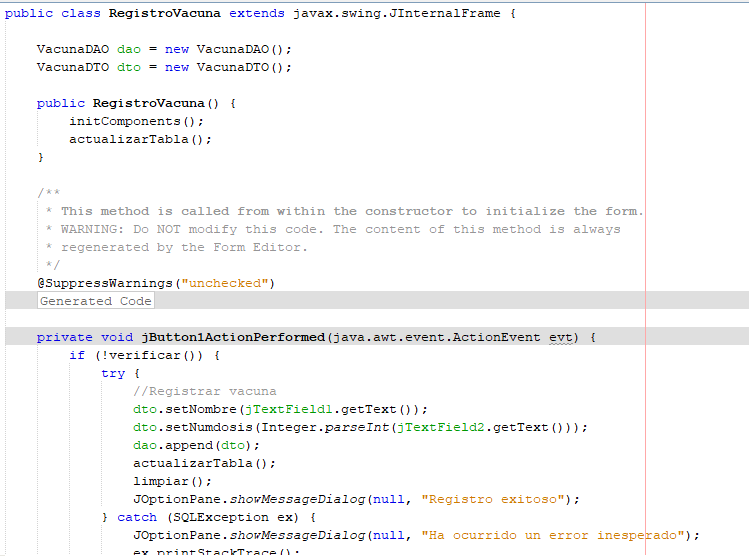 public class RegistroVacuna extends javax.swing.JInternalFrame {
VacunaDAO dao = new VacunaDAO();
VacunaDTO dto = new VacunaDTO();
public RegistroVacuna() {
initComponents();
actualizarTabla();
}
/**
* This method is called from within the constructor to initialize the form.
* WARNING: Do NOT modify this code. The content of this method is always
* regenerated by the Form Editor.
*/
@SuppressWarnings("unchecked")
Generated Code
private void jButton1ActionPerformed(java.awt.event.ActionEvent evt) {
if (!verificar()) {
try {
//Registrar vacuna
dto.setNombre(jTextField1.getText());
dto.setNumdosis(Integer.parseInt(jTextField2.getText()));
dao.append(dto);
actualizarTabla();
limpiar();
JOptionPane.showMessageDialog(null, "Registro exitoso");
} catch (SQLException ex) {
JOptionPane.showMessageDialog(null, "Ha ocurrido un error inesperado");
ex.printStackTrace();